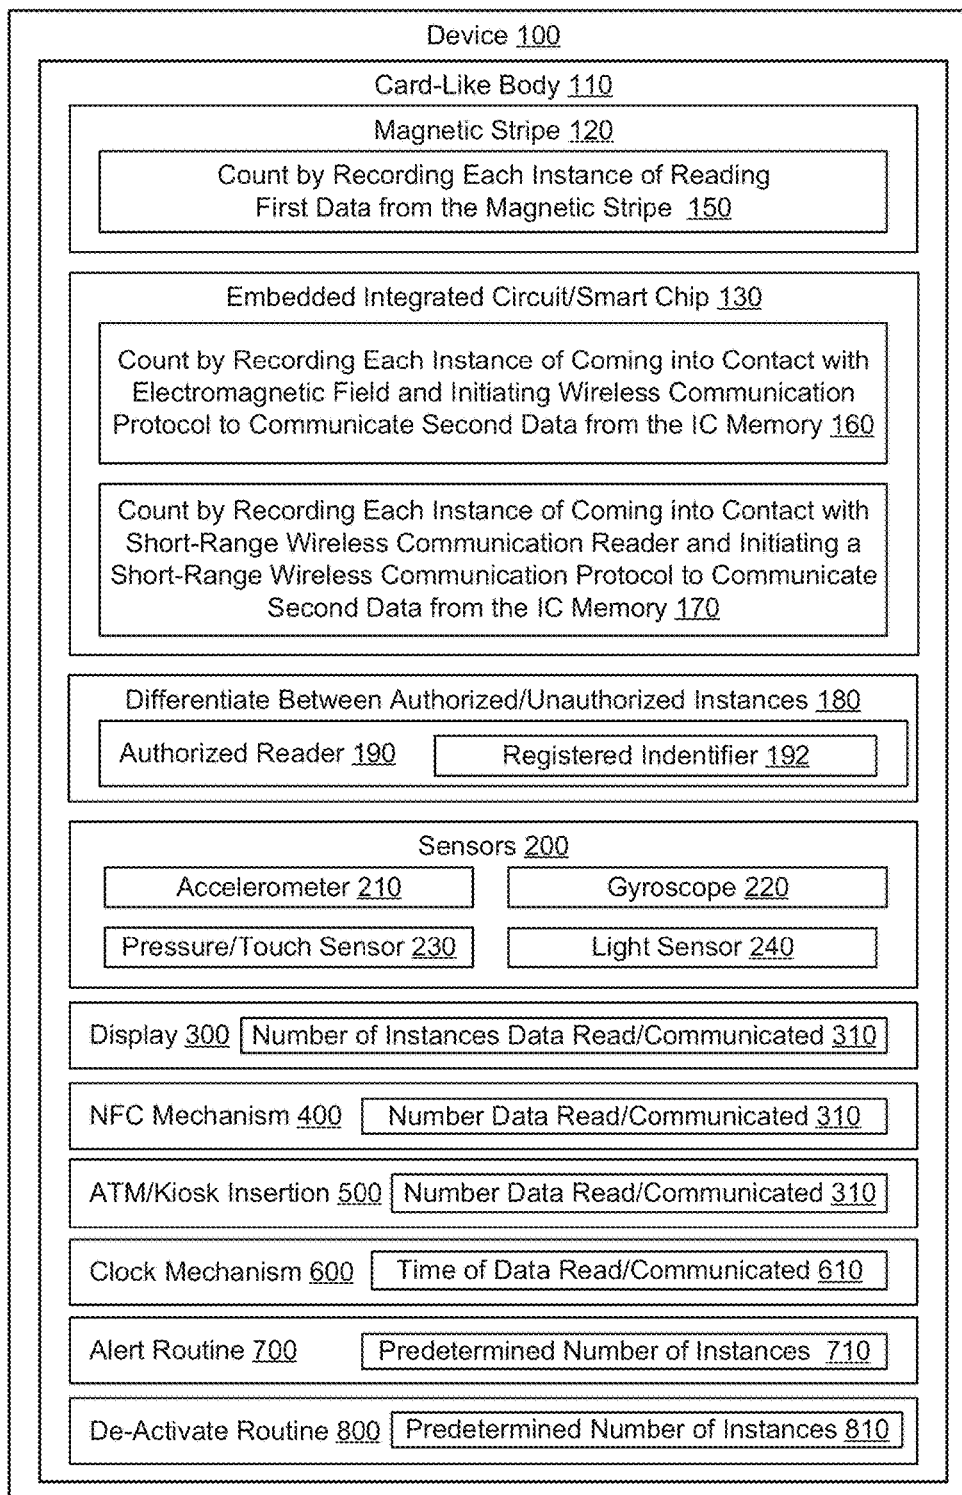 Device 100
Card-Like Body 110
Magnetic Stripe 120
Count by Recording Each Instance of Reading
First Data from the Magnetic Stripe 150
Embedded Integrated Circuit/Smart Chip 130
Count by Recording Each Instance of Coming into Contact with
Electromagnetic Field and Initiating Wireless Communication
Protocol to Communicate Second Data from the IC Memory 160
Count by Recording Each Instance of Coming into Contact with
Short-Range Wireless Communication Reader and Initiating a
Short-Range Wireless Communication Protocol to Communicate
Second Data from the IC Memory 170
Differentiate Between Authorized/Unauthorized Instances 180
Authorized Reader 190 Registered Indentifier 192
Sensors 200
Accelerometer 210 Gyroscope 220
Pressure/Touch Sensor 230 Light Sensor 240
Display 300 Number of Instances Data Read/Communicated 310
NFC Mechanism 400 Number Data Read/Communicated 310
ATM/Kiosk Insertion 500 Number Data Read/Communicated 310
Clock Mechanism 600 Time of Data Read/Communicated 610
Alert Routine 700 Predetermined Number of Instances 710
De-Activate Routine 800 Predetermined Number of Instances 810